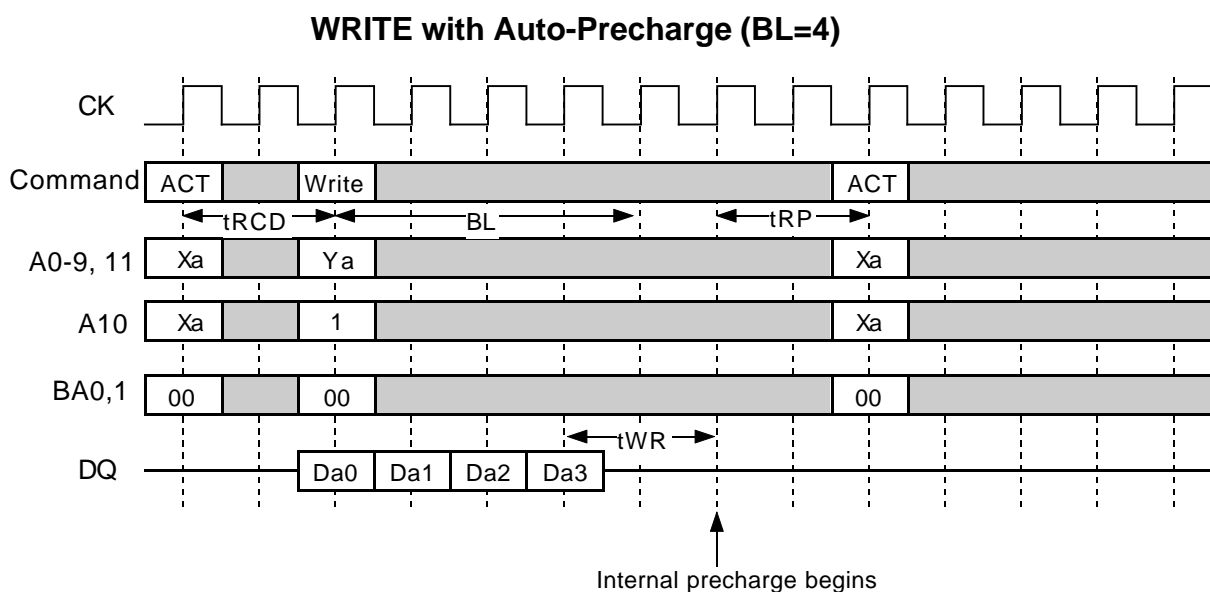 WRITE with Auto-Precharge (BL=4)
CK
Command ACT Write ACT
tRCD BL tRP
A0-9, 11 Xa Ya Xa
A10 Xa 1 Xa
BA0,1 00 00 00
tWR
DQ Da0 Da1 Da2 Da3
Internal precharge begins